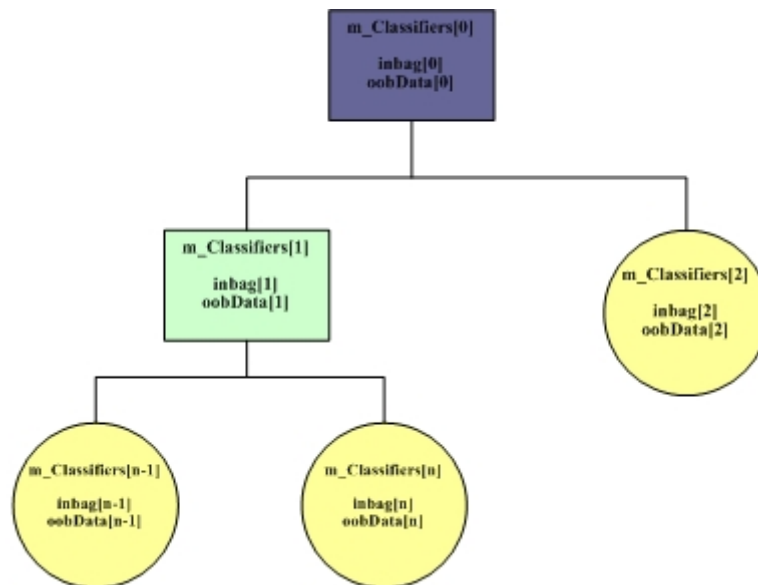 m_Classifiers[0]
inbag[0]
oobData[0]
m_Classifiers[1]
inbag[1]
oobData[1]
m_Classifiers[2]
inbag[2]
oobData[2]
m_Classifiers[n-1]
inbag[n-1]
oobData[n-1]
m_Classifiers[n]
inbag[n]
oobData[n]